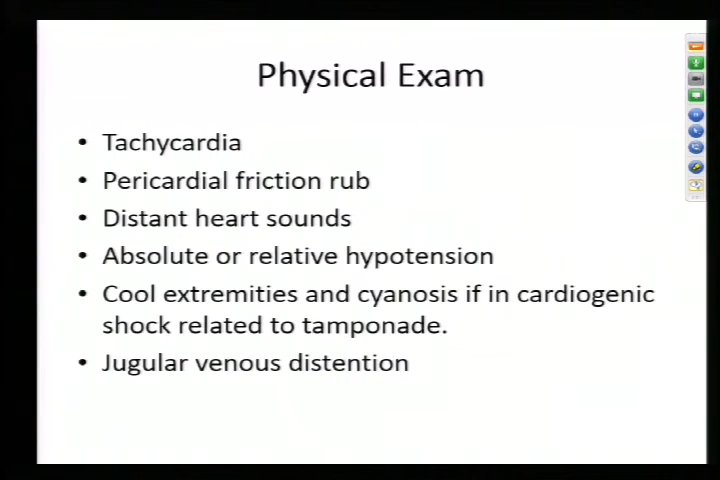 Physical Exam
• Tachycardia
• Pericardial friction rub
• Distant heart sounds
• Absolute or relative hypotension
• Cool extremities and cyanosis if in cardiogenic
shock related to tamponade.
• Jugular venous distention